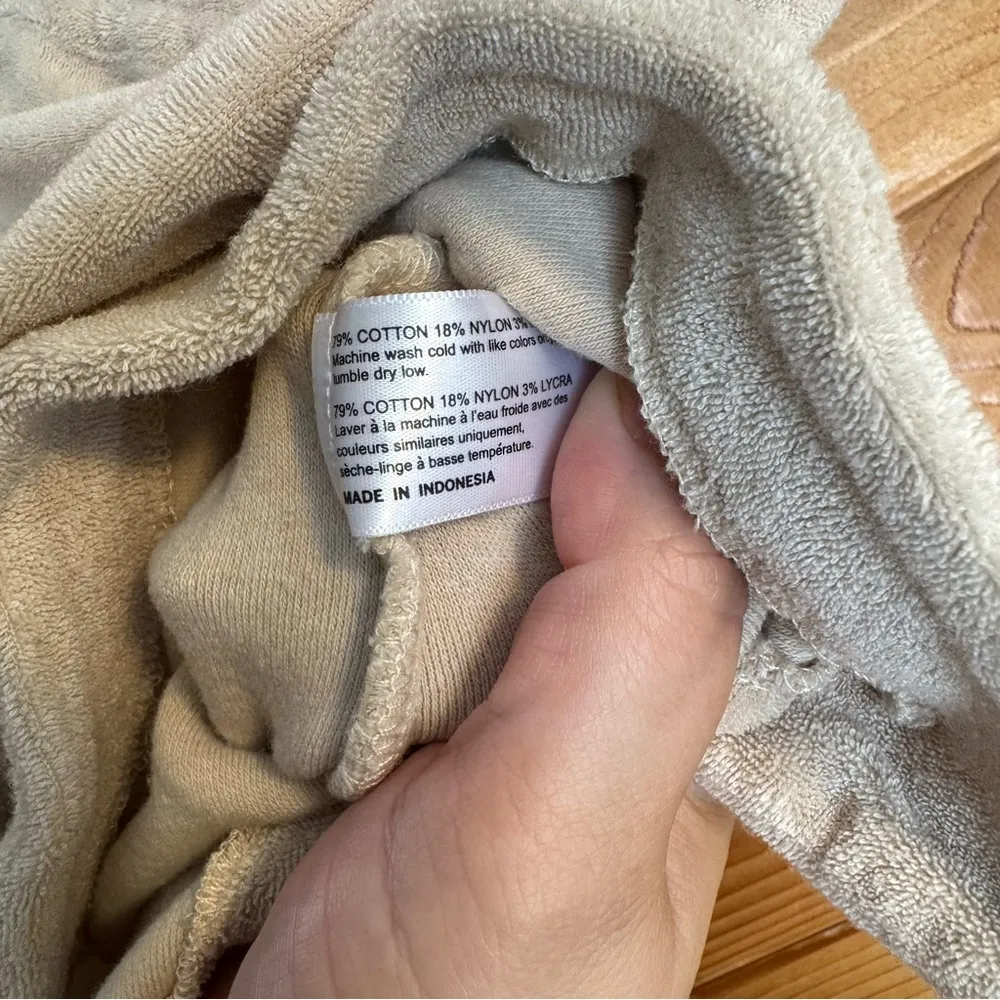 79% COTTON 18% NYLON 3%
Machine wash cold with like colors only
tumble dry low.
79% COTTON 18% NYLON 3% LYCRA
Laver à la machine à l'eau froide avec des
couleurs similaires uniquement,
sèche-linge à basse température.
MADE IN INDONESIA